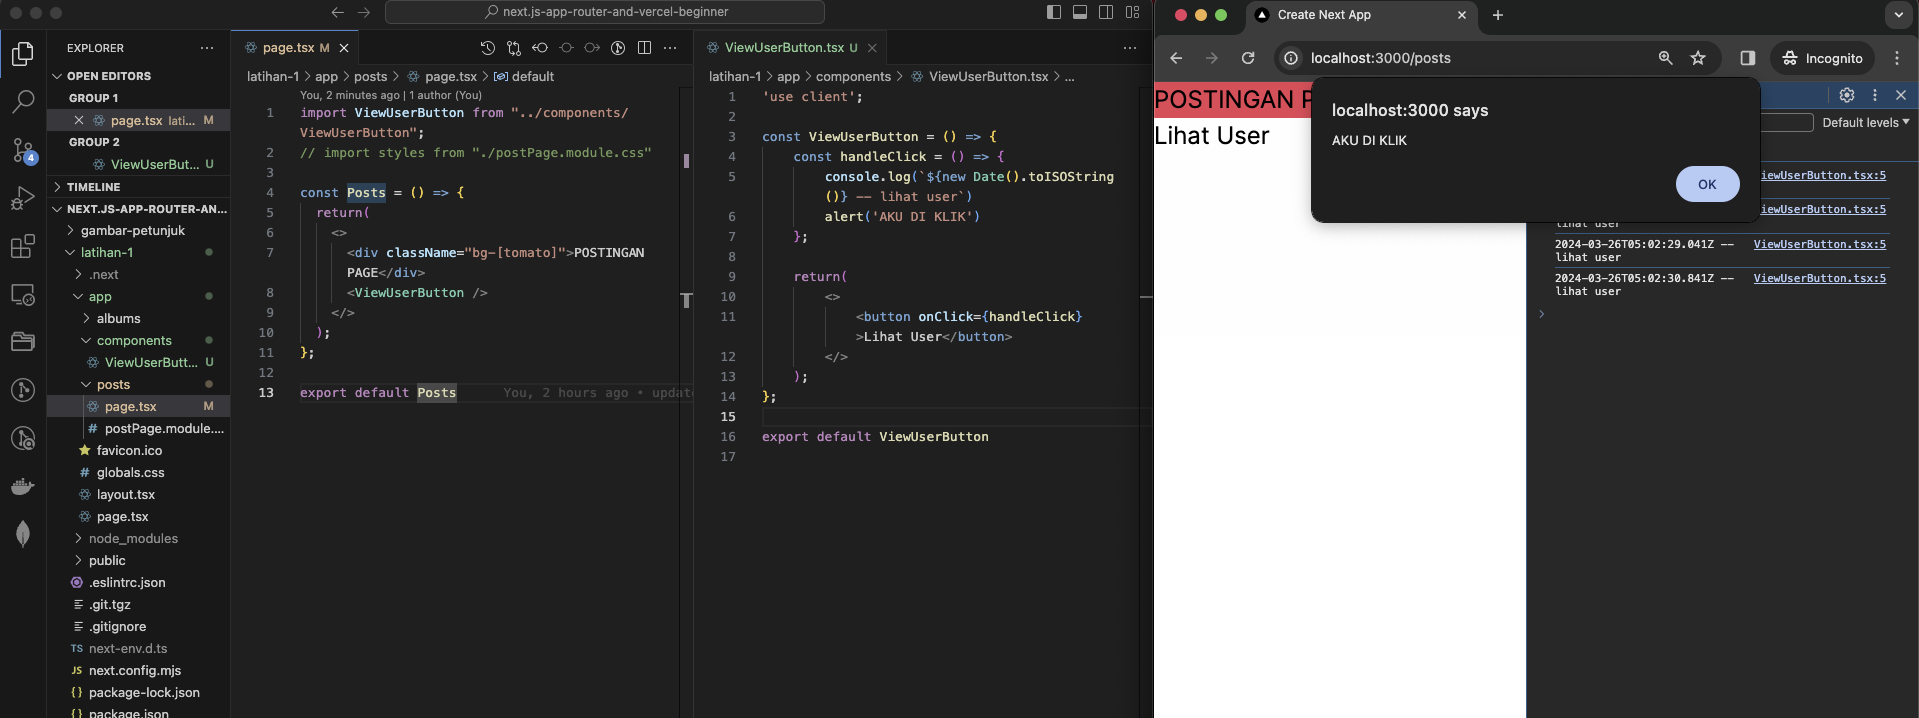 next.js-app-router-and-vercel-beginner
EXPLORER
OPEN EDITORS
GROUP 1
page.tsx lati... M
GROUP 2
ViewUserBut... U
TIMELINE
NEXT.JS-APP-ROUTER-AN...
gambar-petunjuk
latihan-1
.next
app
albums
components
ViewUserButt... U
posts
page.tsx M
postPage.module....
favicon.ico
globals.css
layout.tsx
page.tsx
node_modules
public
.eslintrc.json
.git.tgz
.gitignore
TS next-env.d.ts
JS next.config.mjs
{} package-lock.json
{} package.json
4
page.tsx M
latihan-1 > app > posts > page.tsx > default
You, 2 minutes ago | 1 author (You)
1 import ViewUserButton from "../components/
ViewUserButton";
2 // import styles from "./postPage.module.css"
3
4 const Posts = () => {
5 return(
6 <>
7 <div className="bg-[tomato]">POSTINGAN
PAGE</div>
8 <ViewUserButton />
9 </>
10 );
11 };
12
13 export default Posts You, 2 hours ago • update
ViewUserButton.tsx U
latihan-1 > app > components > ViewUserButton.tsx > ...
1 'use client';
2
3 const ViewUserButton = () => {
4 const handleClick = () => {
5 console.log(`${new Date().toISOString
()} -- lihat user`)
6 alert('AKU DI KLIK')
7 };
8
9 return(
10 <>
11 <button onClick={handleClick}
>Lihat User</button>
12 </>
13 );
14 };
15
16 export default ViewUserButton
17
Create New App
localhost:3000/posts
Incognito
POSTINGAN P
Lihat User
localhost:3000 says
AKU DI KLIK
OK
Default levels
iewUserButton.tsx:5
iewUserButton.tsx:5
lihat user
2024-03-26T05:02:29.041Z -- ViewUserButton.tsx:5
lihat user
2024-03-26T05:02:30.841Z -- ViewUserButton.tsx:5
lihat user